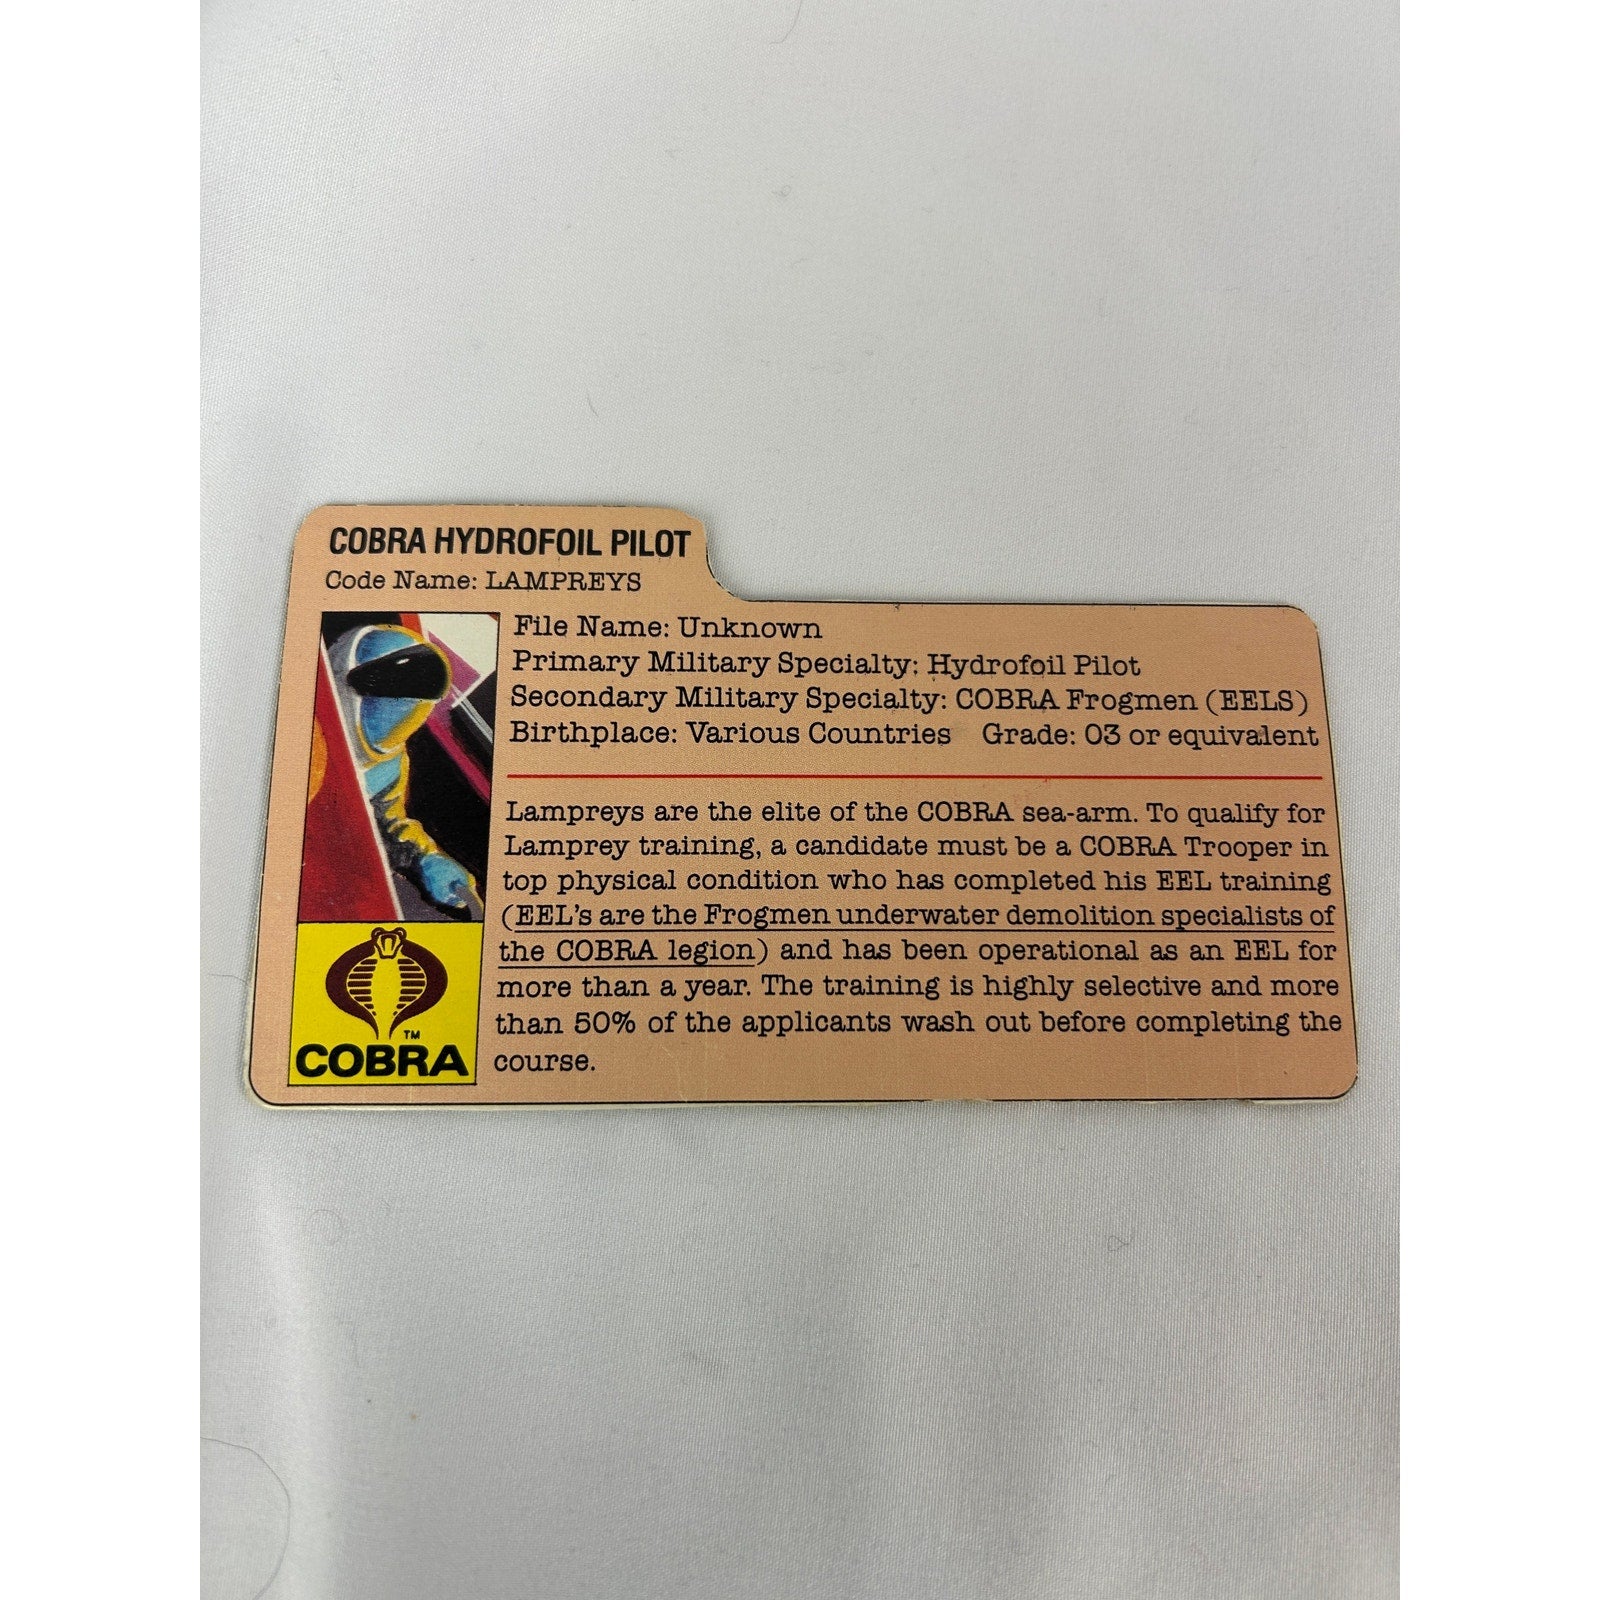 COBRA HYDROFOIL PILOT
Code Name: LAMPREYS
File Name: Unknown
Primary Military Specialty: Hydrofoil Pilot
Secondary Military Specialty: COBRA Frogmen (EELS)
Birthplace: Various Countries Grade: 03 or equivalent
Lampreys are the elite of the COBRA sea-arm. To qualify for
Lamprey training, a candidate must be a COBRA Trooper in
top physical condition who has completed his EEL training
(EEL's are the Frogmen underwater demolition specialists of
the COBRA legion) and has been operational as an EEL for
more than a year. The training is highly selective and more
than 50% of the applicants wash out before completing the
course.
TM
COBRA